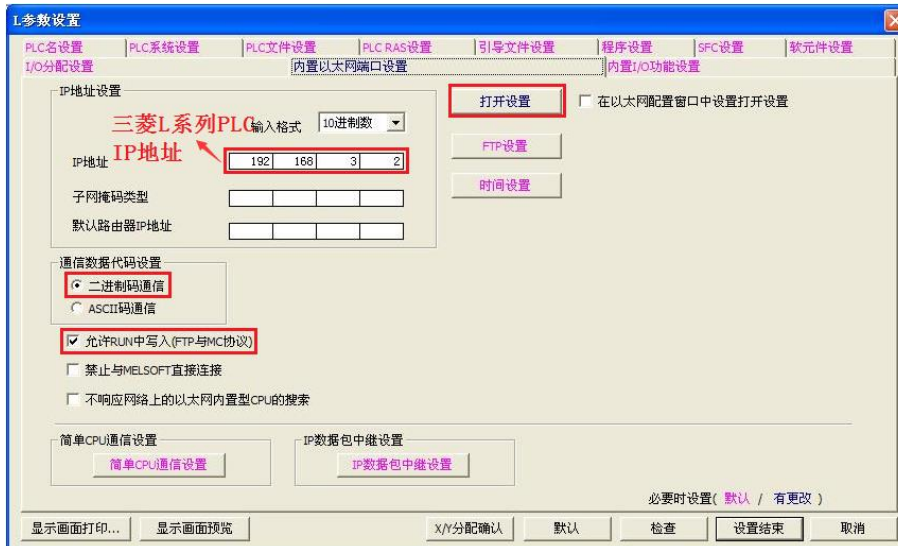 L参数设置
PLC名设置 PLC系统设置 PLC文件设置 PLC RAS设置 引导文件设置 程序设置 SFC设置 软元件设置
I/O分配设置 内置以太网端口设置 内置I/O功能设置
IP地址设置
打开设置 在以太网配置窗口中设置打开设置
三菱L系列PLC 输入格式 10进制数
IP地址
FTP设置
IP地址 192 168 3 2
时间设置
子网掩码类型
默认路由器IP地址
通信数据代码设置
二进制码通信
ASCII码通信
允许RUN中写入(FTP与MC协议)
禁止与MELSOFT直接连接
不响应网络上的以太网内置型CPU的搜索
简单CPU通信设置 IP数据包中继设置
简单CPU通信设置 IP数据包中继设置
必要时设置( 默认 / 有更改 )
显示画面打印... 显示画面预览 X/Y分配确认 默认 检查 设置结束 取消